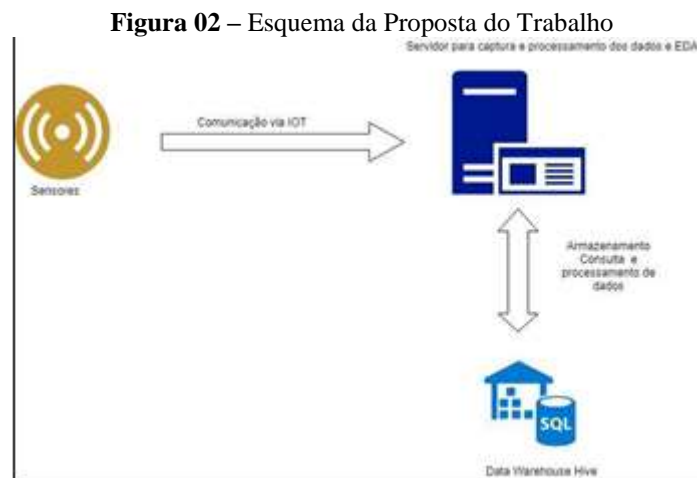 Figura 02 – Esquema da Proposta do Trabalho
Servidor para captura e processamento dos dados e EDA
Comunicação via IOT
Sensores
Armazenamento
Consulta e
processamento de
dados
SQL
Data Warehouse Hive